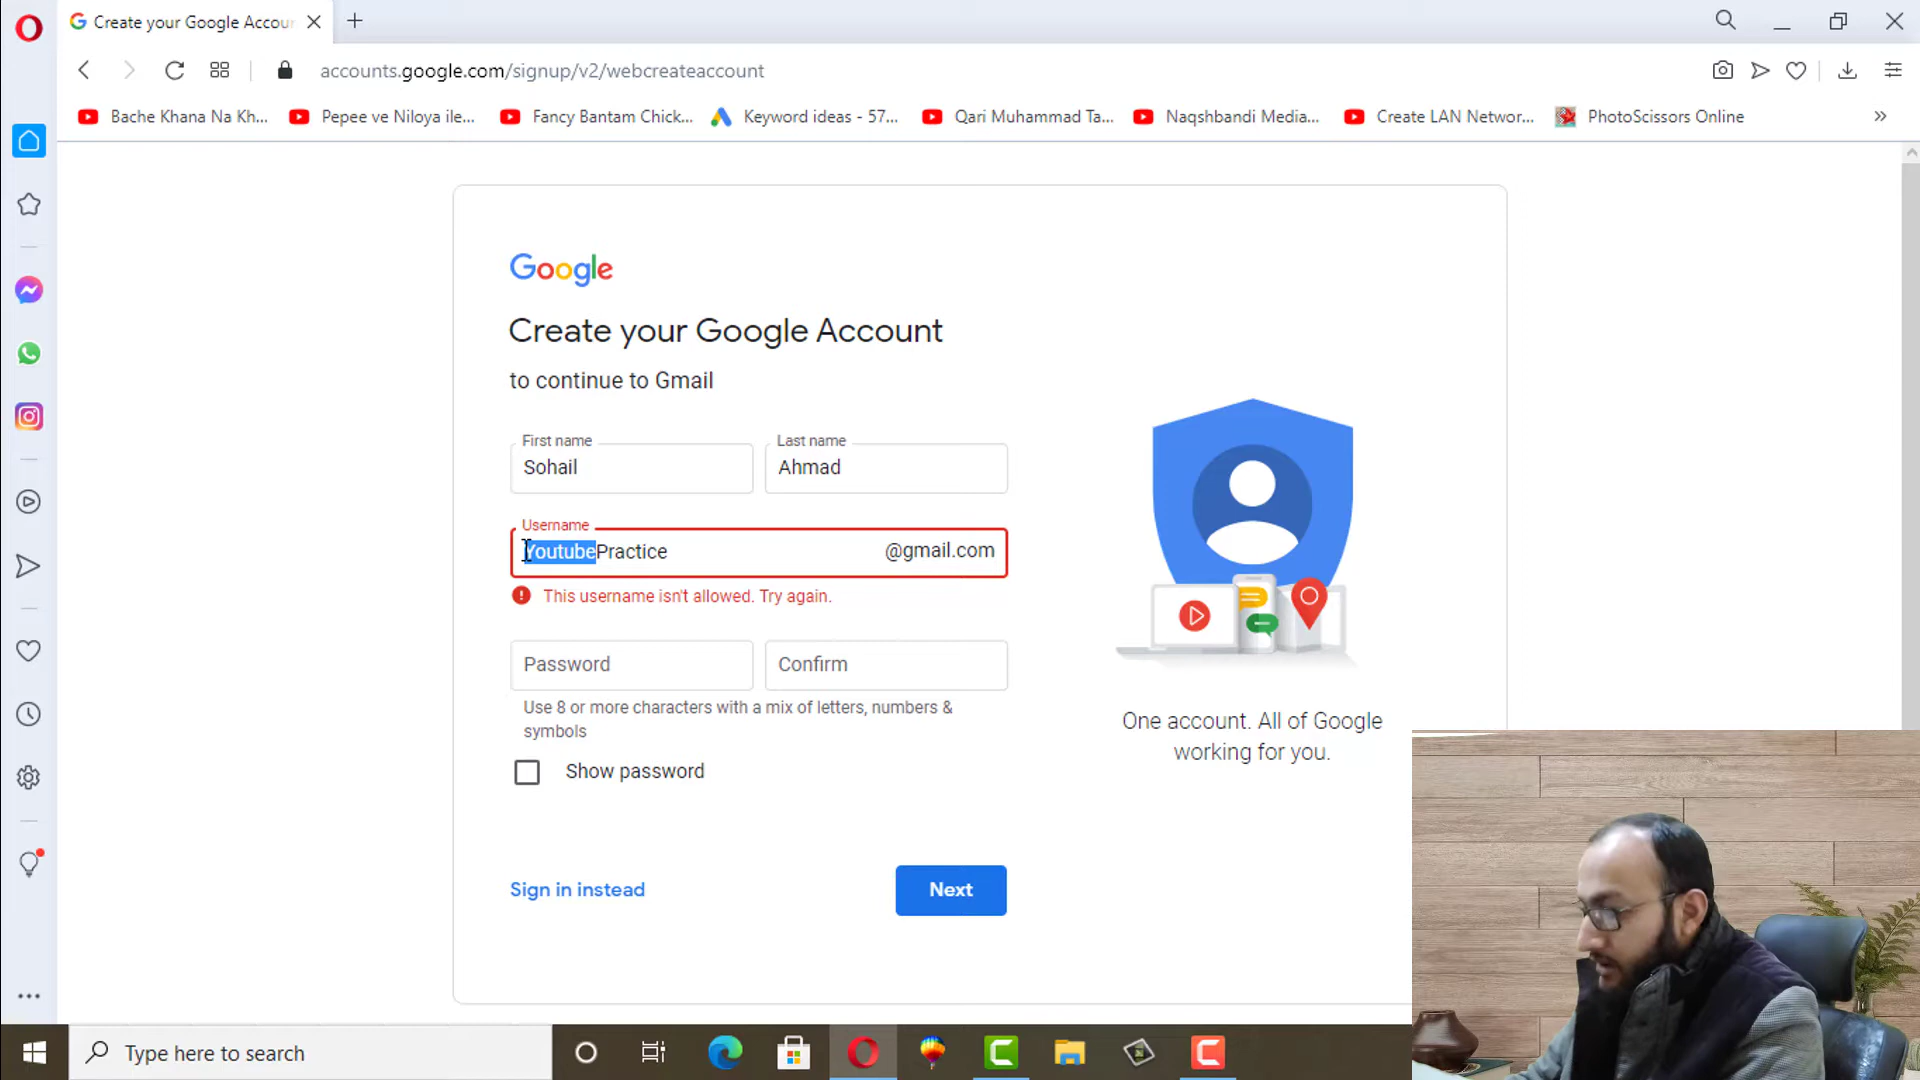 Create your Google Accour
accounts.google.com/signup/v2/webcreateaccount
Bache Khana Na Kh...
Pepee ve Niloya ile...
Fancy Bantam Chick...
Keyword ideas - 57...
Qari Muhammad Ta...
Naqshbandi Media...
Create LAN Networ...
PhotoScissors Online
»
Google
Create your Google Account
to continue to Gmail
First name
Sohail
Last name
Ahmad
Username
YoutubePractice
@gmail.com
This username isn't allowed. Try again.
Password
Confirm
Use 8 or more characters with a mix of letters, numbers &
symbols
Show password
Sign in instead
Next
One account. All of Google
working for you.
Type here to search